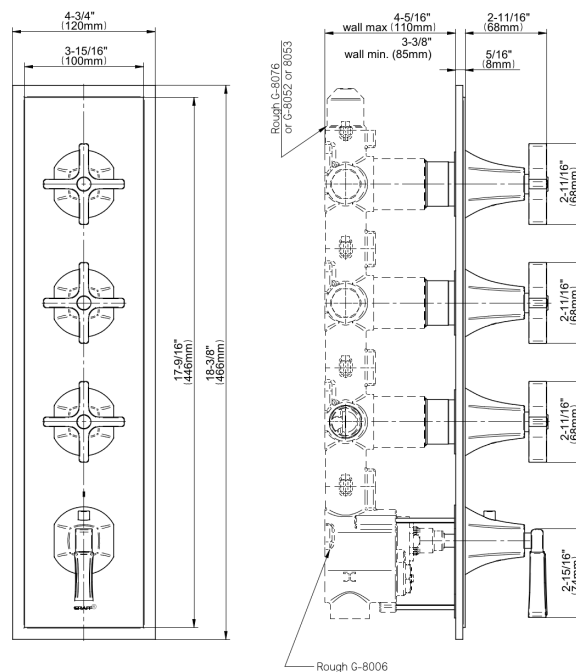 4-3/4"
(120mm)
3-15/16"
(100mm)
17-9/16"
(446mm)
18-3/8"
(466mm)
GRAFF
4-5/16"
wall max (110mm)
3-3/8"
wall min. (85mm)
2-11/16"
(68mm)
5/16"
(8mm)
Rough G-8076
or G-8052 or 8053
2-11/16"
(68mm)
2-11/16"
(68mm)
2-11/16"
(68mm)
2-15/16"
(74mm)
Rough G-8006